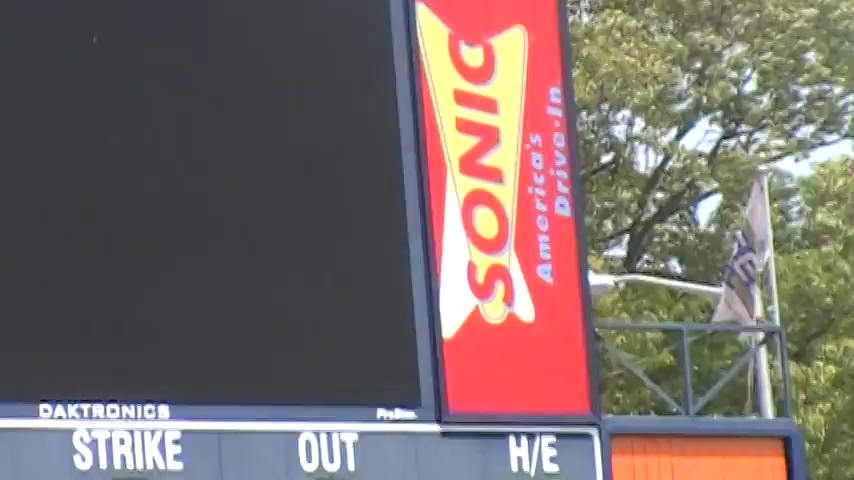 SONIC
America's
Drive-In
DAKTRONICS
STRIKE OUT H/E